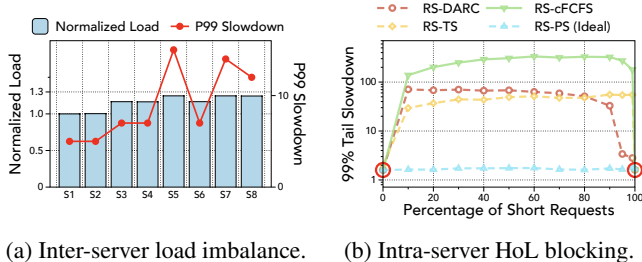 Normalized Load
P99 Slowdown
Normalized Load
1.3
1.0
0.5
0
S1 S2 S3 S4 S5 S6 S7 S8
10
0
P99 Slowdown
(a) Inter-server load imbalance.
RS-DARC
RS-cFCFS
RS-TS
RS-PS (Ideal)
99% Tail Slowdown
100
10
1
0 20 40 60 80 100
Percentage of Short Requests
(b) Intra-server HoL blocking.